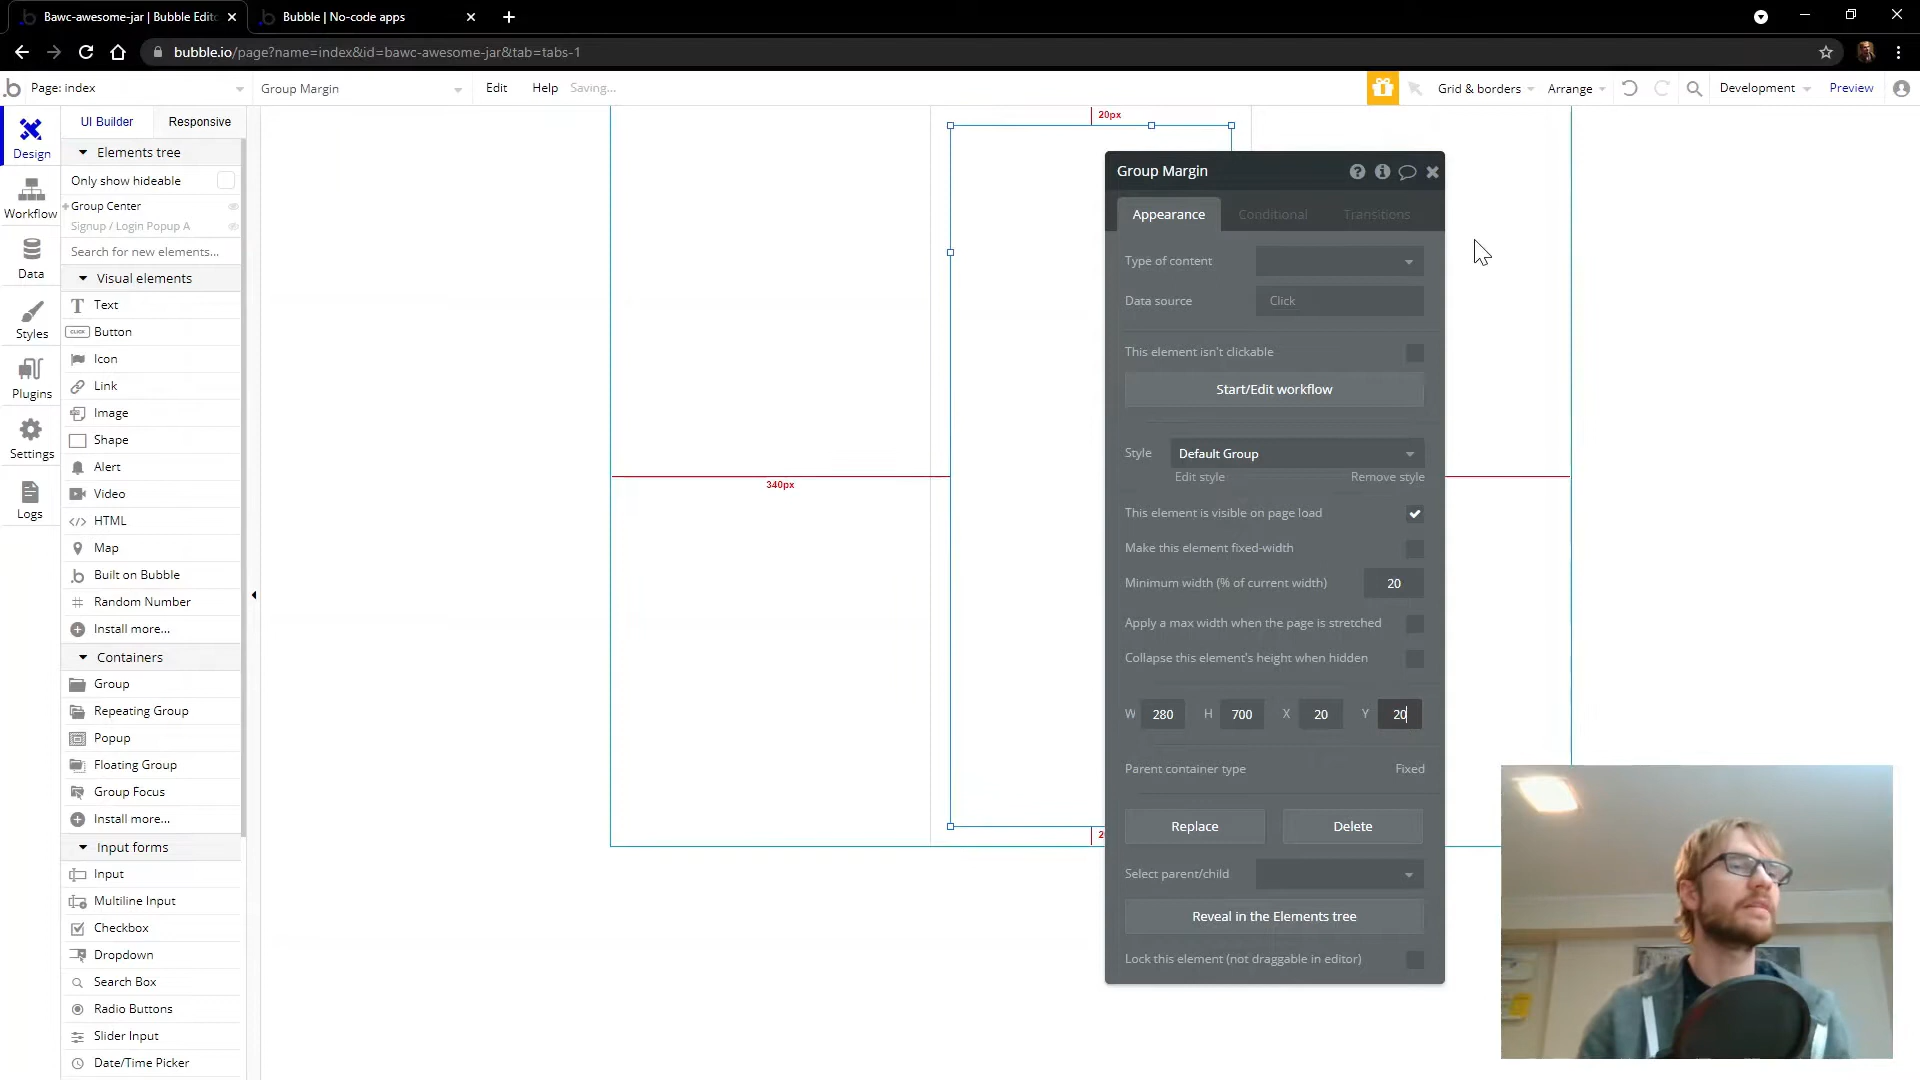 Bawc-awesome-jar | Bubble Edit
Bubble | No-code apps
bubble.io/page?name=index&id=bawc-awesome-jar&tab=tabs-1
Page: index
Group Margin
Edit
Help
Saving...
Grid & borders
Arrange
Development
Preview
Design
Workflow
Data
Styles
Plugins
Settings
Logs
UI Builder
Responsive
Elements tree
Only show hideable
Group Center
Signup / Login Popup A
Search for new elements...
Visual elements
Text
CLICK
Button
Icon
Link
Image
Shape
Alert
Video
HTML
Map
Built on Bubble
Random Number
Install more...
Containers
Group
Repeating Group
Popup
Floating Group
Group Focus
Install more...
Input forms
Input
Multiline Input
Checkbox
Dropdown
Search Box
Radio Buttons
Slider Input
Date/Time Picker
20px
340px
Group Margin
Appearance
Conditional
Transitions
Type of content
Data source
Click
This element isn't clickable
Start/Edit workflow
Style
Default Group
Edit style
Remove style
This element is visible on page load
Make this element fixed-width
Minimum width (% of current width)
20
Apply a max width when the page is stretched
Collapse this element's height when hidden
W 280 H 700 X 20 Y 20
Parent container type
Fixed
Replace
Delete
Select parent/child
Reveal in the Elements tree
Lock this element (not draggable in editor)